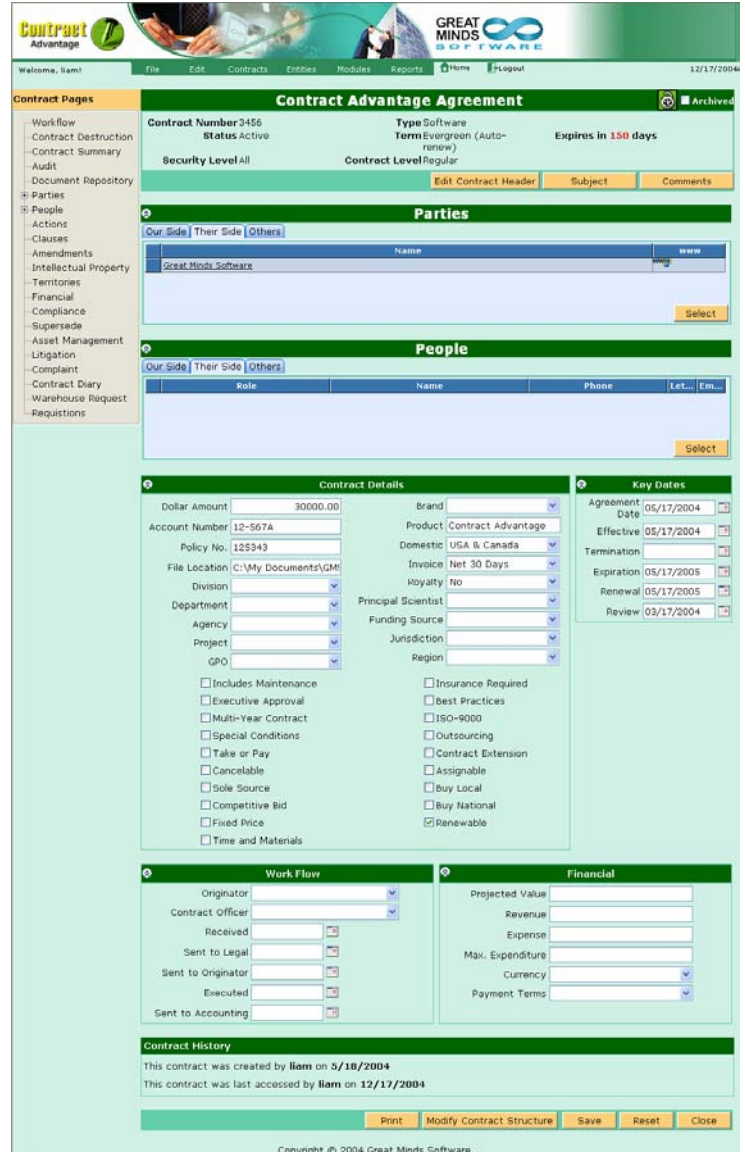 Contract
Advantage
7
GREAT
MINDS
SOFTWARE
Welcome, liam!
File Edit Contracts Entities Modules Reports Home Logout
12/17/2004
Contract Pages
Workflow
Contract Destruction
Contract Summary
Audit
Document Repository
Parties
People
Actions
Clauses
Amendments
Intellectual Property
Territories
Financial
Compliance
Supersede
Asset Management
Litigation
Complaint
Contract Diary
Warehouse Request
Requistions
Contract Advantage Agreement
Archived
Contract Number 3456 Type Software
Status Active Term Evergreen (Auto-
renew) Expires in 150 days
Security Level All Contract Level Regular
Edit Contract Header Subject Comments
Parties
Our Side Their Side Others
Name www
Great Minds Software
Select
People
Our Side Their Side Others
Role Name Phone Let... Em...
Select
Contract Details
Dollar Amount 30000.00 Brand
Account Number 12-567A Product Contract Advantage
Policy No. 125343 Domestic USA & Canada
File Location C:\My Documents\GMS Invoice Net 30 Days
Division Royalty No
Department Principal Scientist
Agency Funding Source
Project Jurisdiction
GPO Region
Includes Maintenance Insurance Required
Executive Approval Best Practices
Multi-Year Contract ISO-9000
Special Conditions Outsourcing
Take or Pay Contract Extension
Cancelable Assignable
Sole Source Buy Local
Competitive Bid Buy National
Fixed Price Renewable
Time and Materials
Key Dates
Agreement
Date 05/17/2004
Effective 05/17/2004
Termination
Expiration 05/17/2005
Renewal 05/17/2005
Review 03/17/2004
Work Flow
Originator
Contract Officer
Received
Sent to Legal
Sent to Originator
Executed
Sent to Accounting
Financial
Projected Value
Revenue
Expense
Max. Expenditure
Currency
Payment Terms
Contract History
This contract was created by liam on 5/18/2004
This contract was last accessed by liam on 12/17/2004
Print Modify Contract Structure Save Reset Close
Copyright © 2004 Great Minds Software